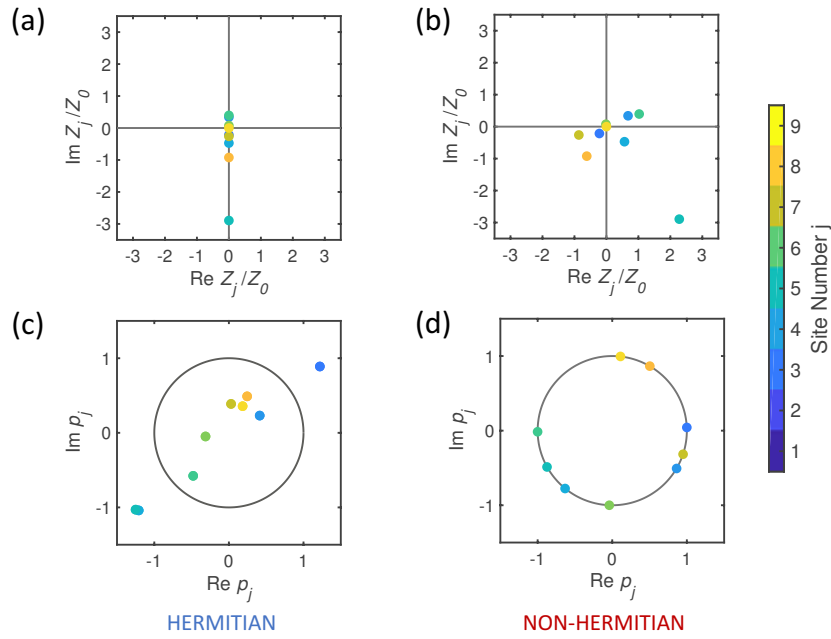 (a)
3
2
1
0
-1
-2
-3
Im Z_j/Z_0
-3 -2 -1 0 1 2 3
Re Z_j/Z_0
(b)
3
2
1
0
-1
-2
-3
Im Z_j/Z_0
-3 -2 -1 0 1 2 3
Re Z_j/Z_0
9
8
7
6
5
4
3
2
1
Site Number j
(c)
1
0
-1
Im p_j
-1 0 1
Re p_j
HERMITIAN
(d)
1
0
-1
Im p_j
-1 0 1
Re p_j
NON-HERMITIAN